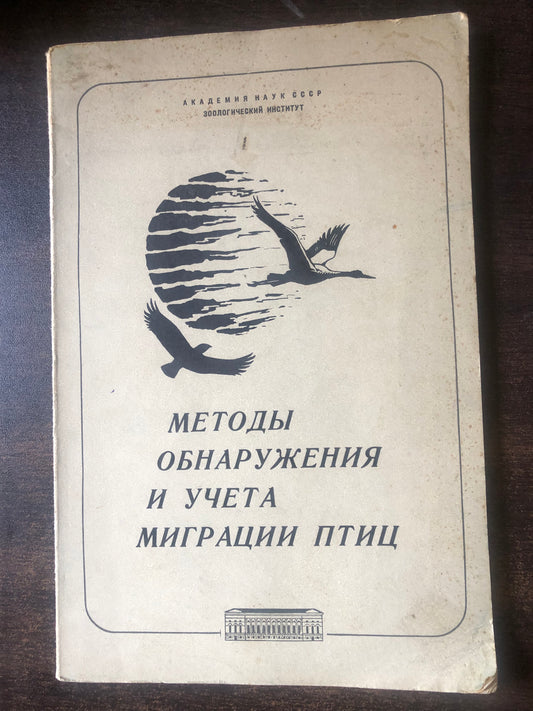 АКАДЕМИЯ НАУК СССР
ЗООЛОГИЧЕСКИЙ ИНСТИТУТ
МЕТОДЫ
ОБНАРУЖЕНИЯ
И УЧЕТА
МИГРАЦИИ ПТИЦ